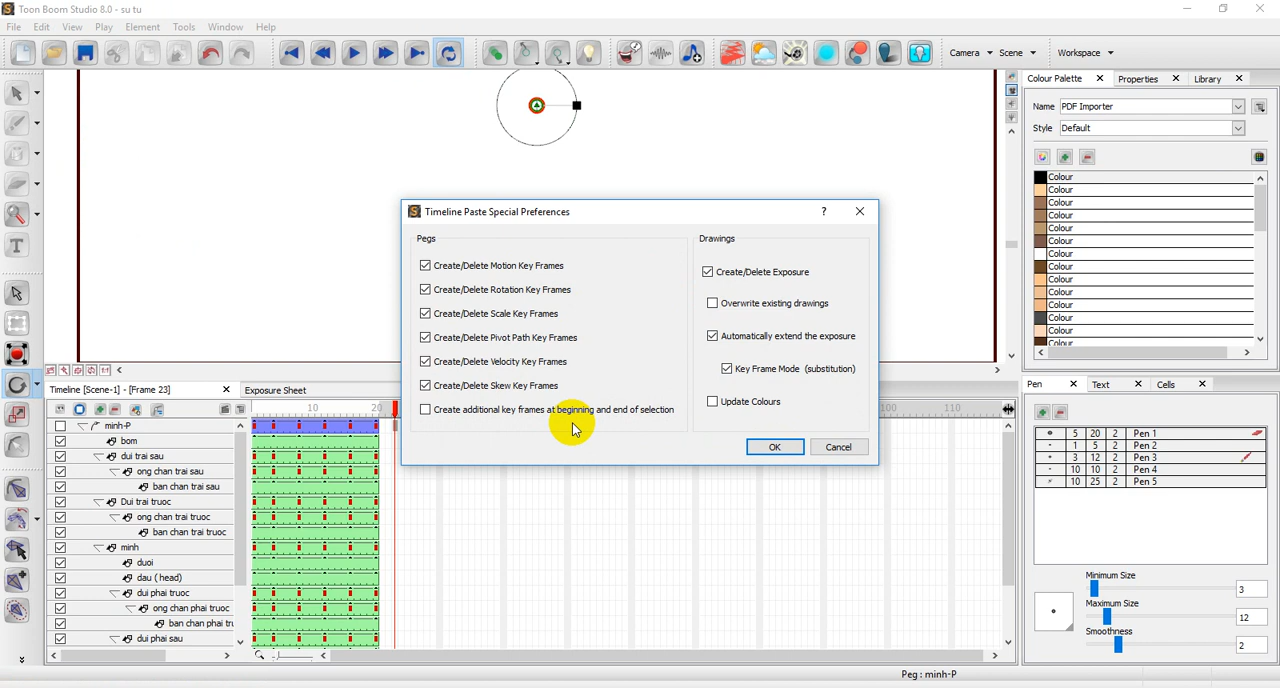 Toon Boom Studio 8.0 - su tu
File Edit View Play Element Tools Window Help
Camera Scene Workspace
Colour Palette Properties Library
Name PDF Importer
Style Default
Colour
Colour
Colour
Colour
Colour
Colour
Colour
Colour
Colour
Colour
Colour
Colour
Colour
Colour
Timeline Paste Special Preferences
Pegs
Create/Delete Motion Key Frames
Create/Delete Rotation Key Frames
Create/Delete Scale Key Frames
Create/Delete Pivot Path Key Frames
Create/Delete Velocity Key Frames
Create/Delete Skew Key Frames
Create additional key frames at beginning and end of selection
Drawings
Create/Delete Exposure
Overwrite existing drawings
Automatically extend the exposure
Key Frame Mode (substitution)
Update Colours
OK Cancel
Timeline [Scene-1] - [Frame 23] Exposure Sheet
10 20 100 110
minh-P
bom
dui trai sau
ong chan trai sau
ban chan trai sau
Dui trai truoc
ong chan trai truoc
ban chan trai truoc
minh
duoi
dau ( head)
dui phai truoc
ong chan phai truoc
ban chan phai tru
dui phai sau
Pen Text Cells
5 20 2 Pen 1
1 5 2 Pen 2
3 12 2 Pen 3
10 10 2 Pen 4
10 25 2 Pen 5
Minimum Size
3
Maximum Size
12
Smoothness
2
Peg : minh-P